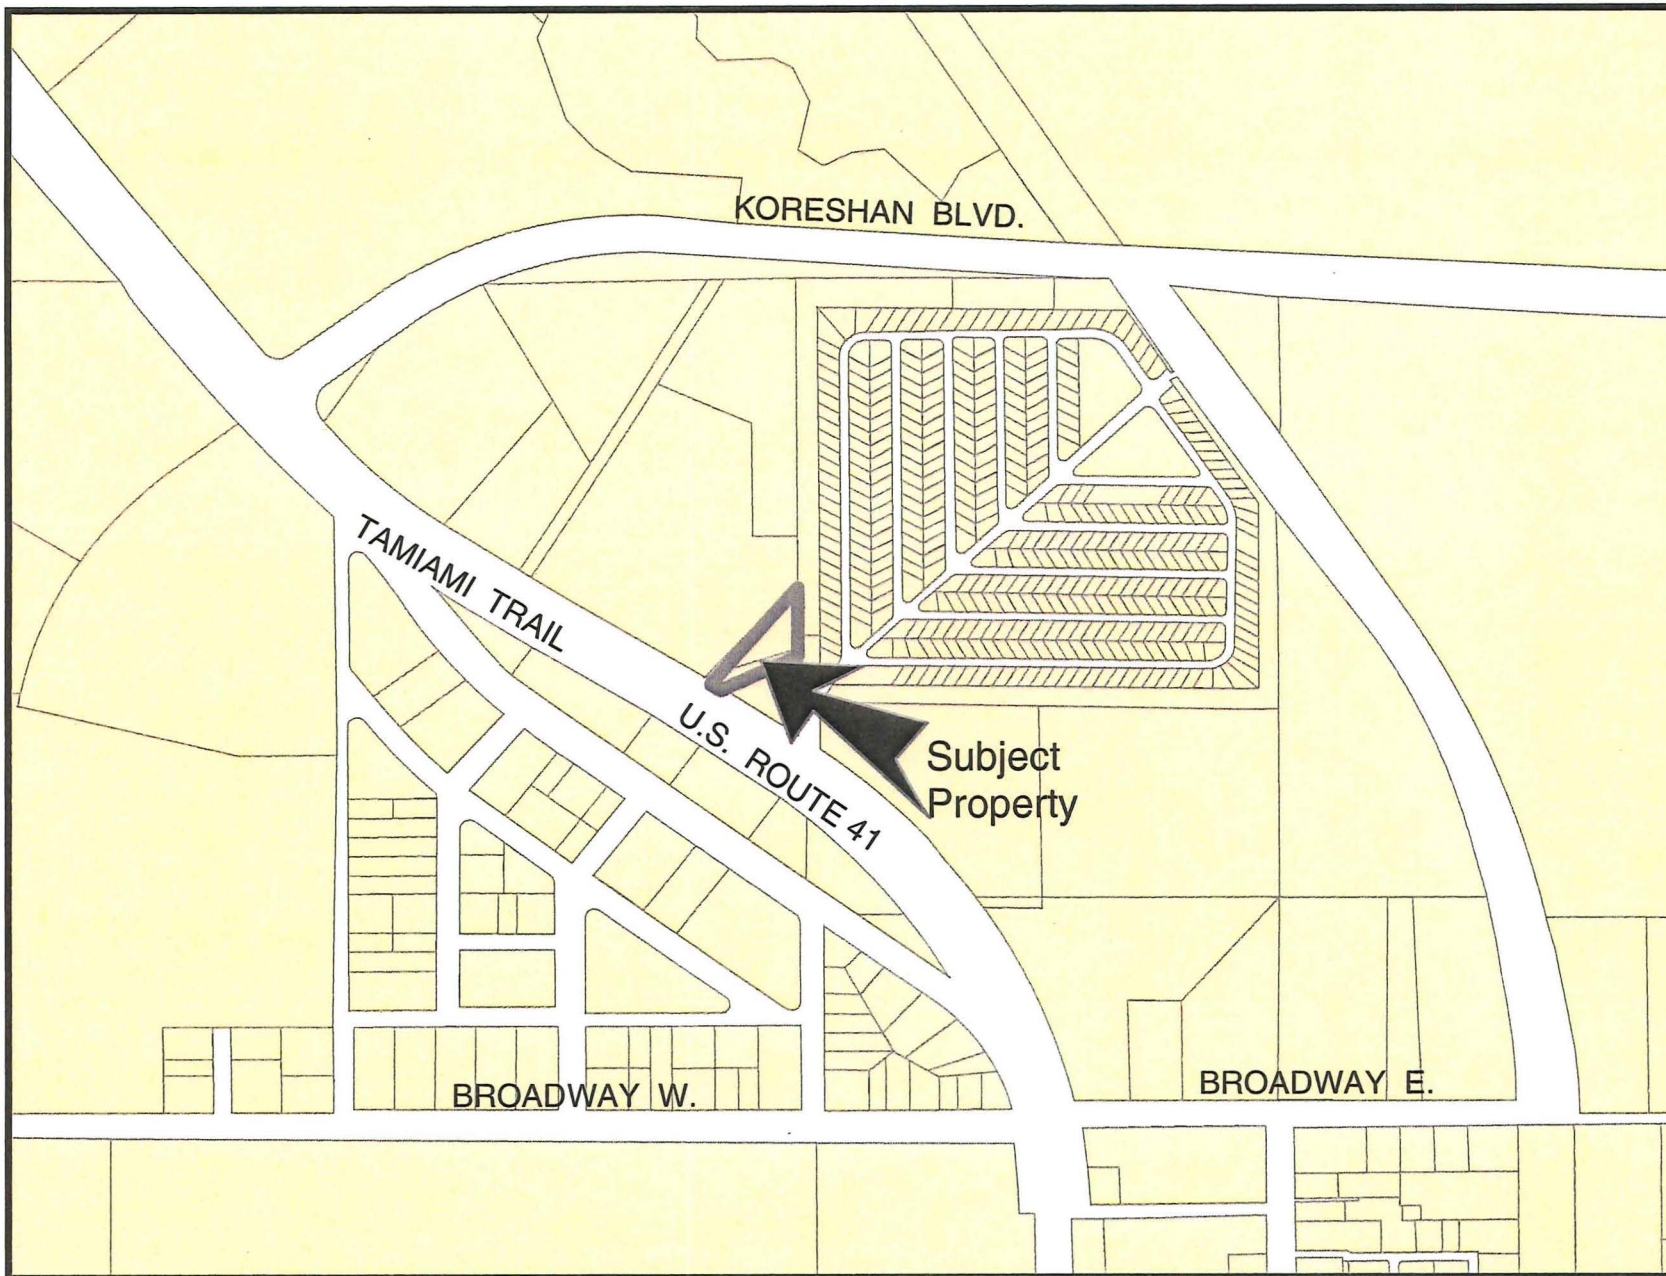 KORESHAN BLVD.
TAMIAMI TRAIL
U.S. ROUTE 41
Subject
Property
BROADWAY W.
BROADWAY E.